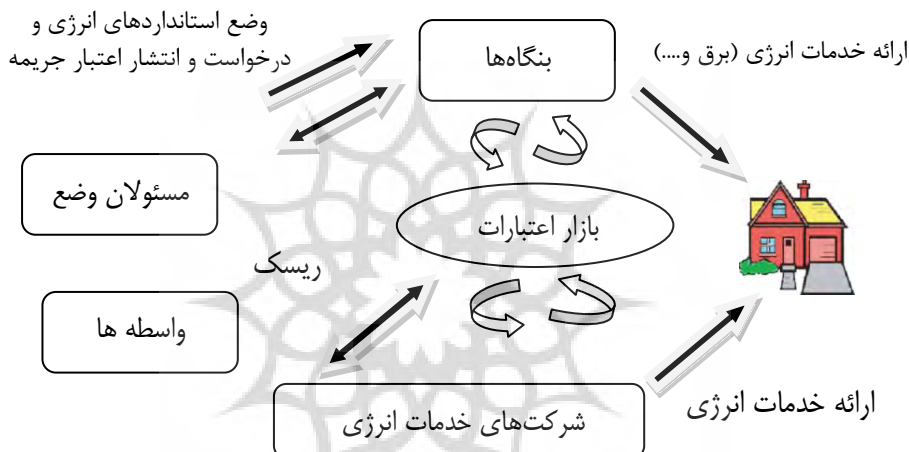 وضع استانداردهای انرژی و
درخواست و انتشار اعتبار جریمه
بنگاه‌ها
ارائه خدمات انرژی (برق و....)
مسئولان وضع
بازار اعتبارات
ریسک
واسطه ها
شرکت‌های خدمات انرژی
ارائه خدمات انرژی